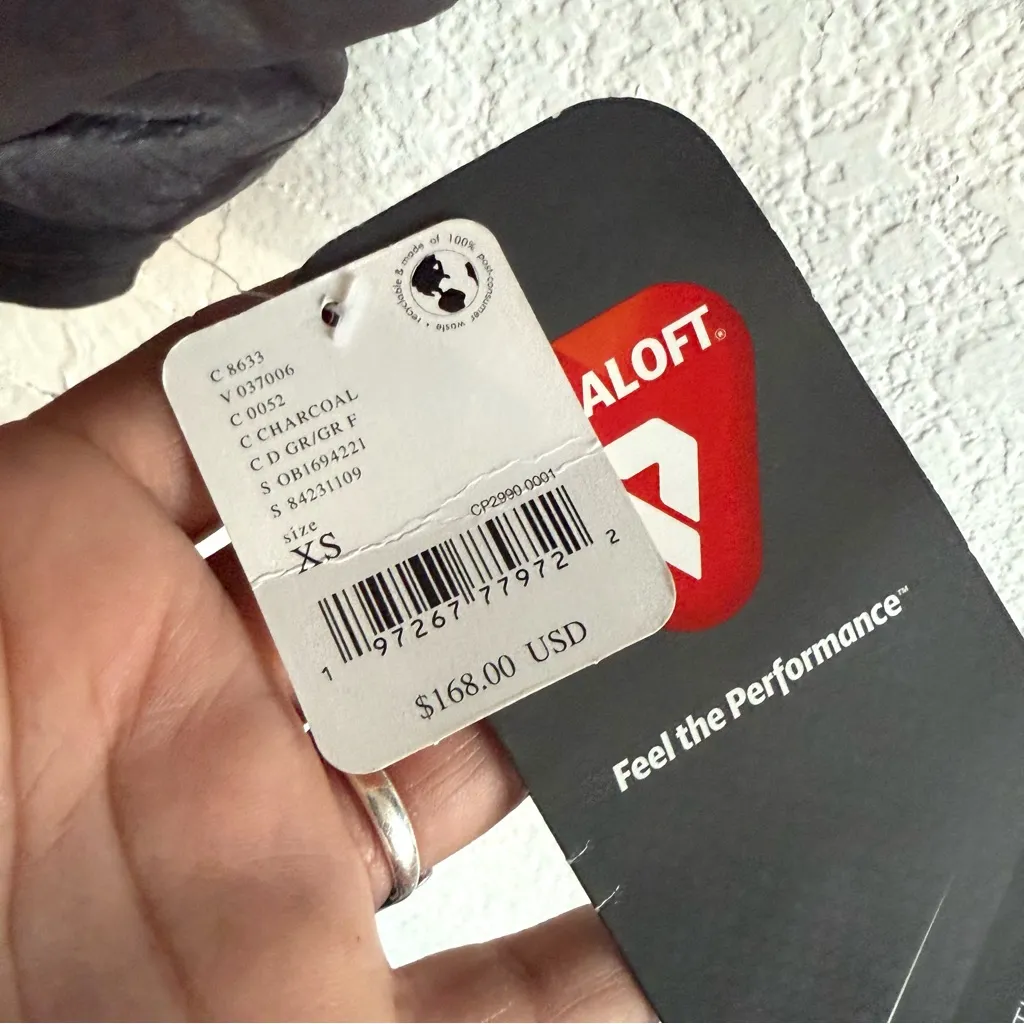 recyclable & made of 100% post-consumer waste •
C 8633
V 037006
C 0052
C CHARCOAL
C D GR/GR F
S OB1694221
S 84231109
size
XS
CP2990-0001
1 97267 77972 2
$168.00 USD
ALOFT®
Feel the Performance™